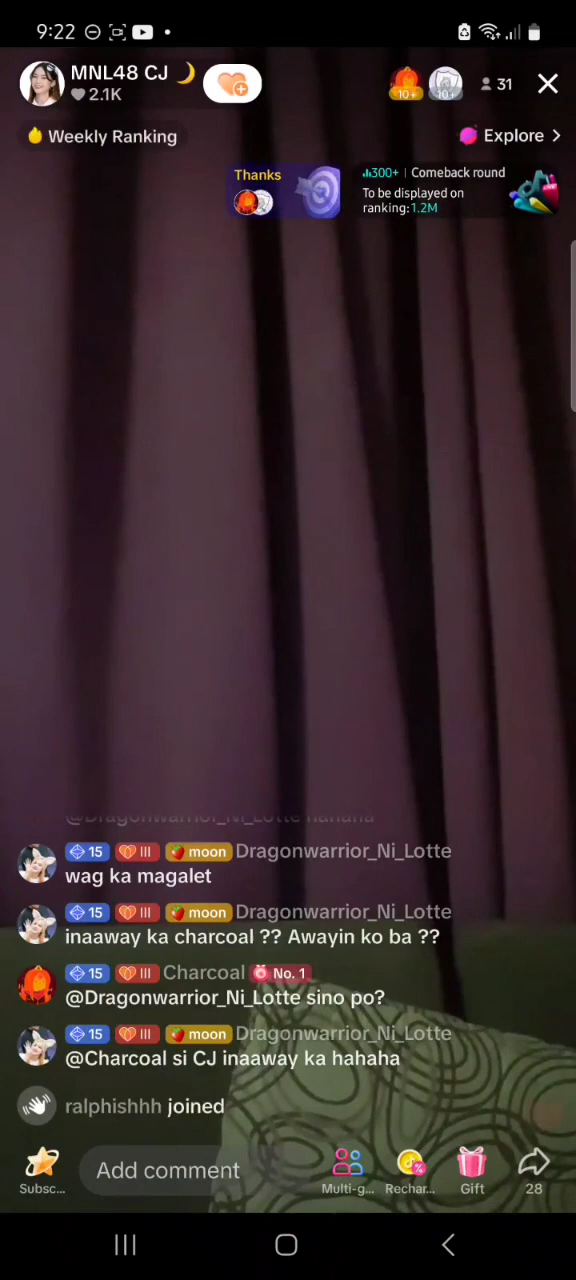 9:22
MNL48 CJ 🌙
2.1K
10+
10+
31
Weekly Ranking
Explore >
Thanks
300+ | Comeback round
To be displayed on
ranking:1.2M
@Dragonwarrior_Ni_Lotte hahaha
15 III moon Dragonwarrior_Ni_Lotte
wag ka magalet
15 III moon Dragonwarrior_Ni_Lotte
inaaway ka charcoal ?? Awayin ko ba ??
15 III Charcoal No. 1
@Dragonwarrior_Ni_Lotte sino po?
15 III moon Dragonwarrior_Ni_Lotte
@Charcoal si CJ inaaway ka hahaha
ralphishhh joined
Add comment
Subsc...
Multi-g...
Rechar...
Gift
28